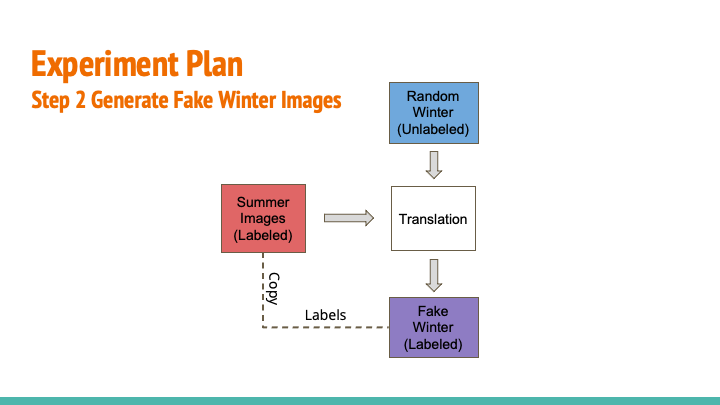 Experiment Plan
Step 2 Generate Fake Winter Images
Random
Winter
(Unlabeled)
Summer
Images
(Labeled)
Translation
Copy
Labels
Fake
Winter
(Labeled)